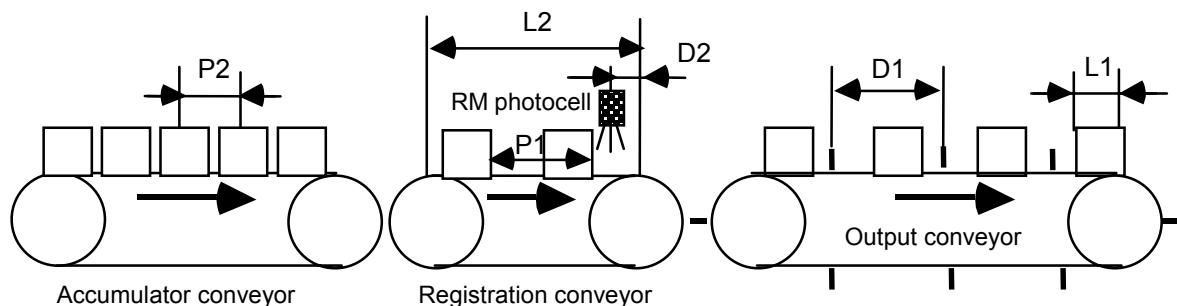 L2
D2
P2
D1
L1
RM photocell
P1
Output conveyor
Accumulator conveyor
Registration conveyor